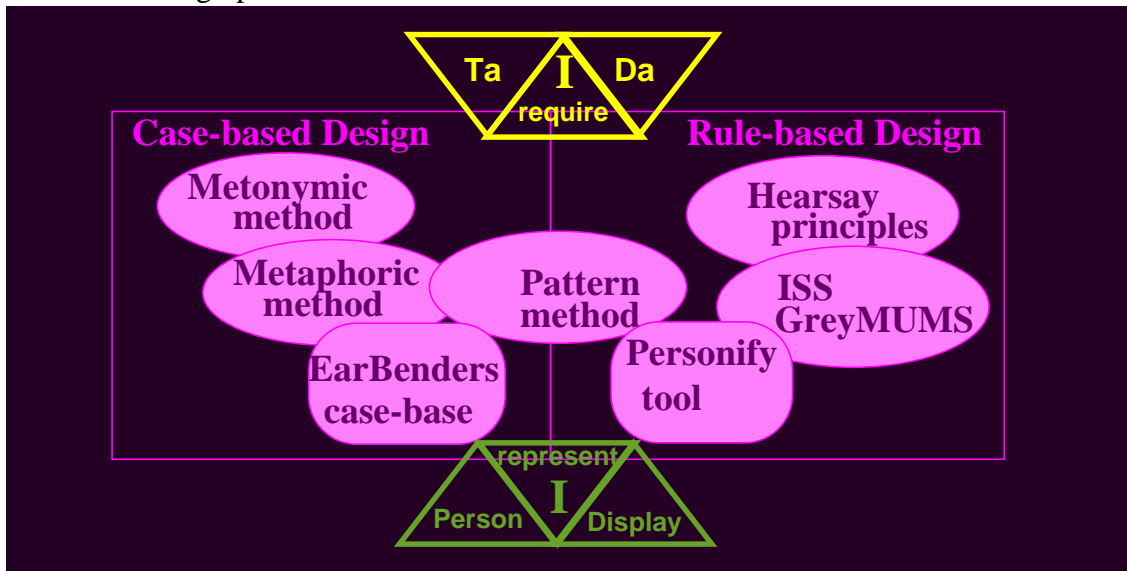 Ta I Da
require
Case-based Design
Rule-based Design
Metonymic
method
Hearsay
principles
Metaphoric
method
Pattern
method
ISS
GreyMUMS
EarBenders
case-base
Personify
tool
represent
I
Person
Display